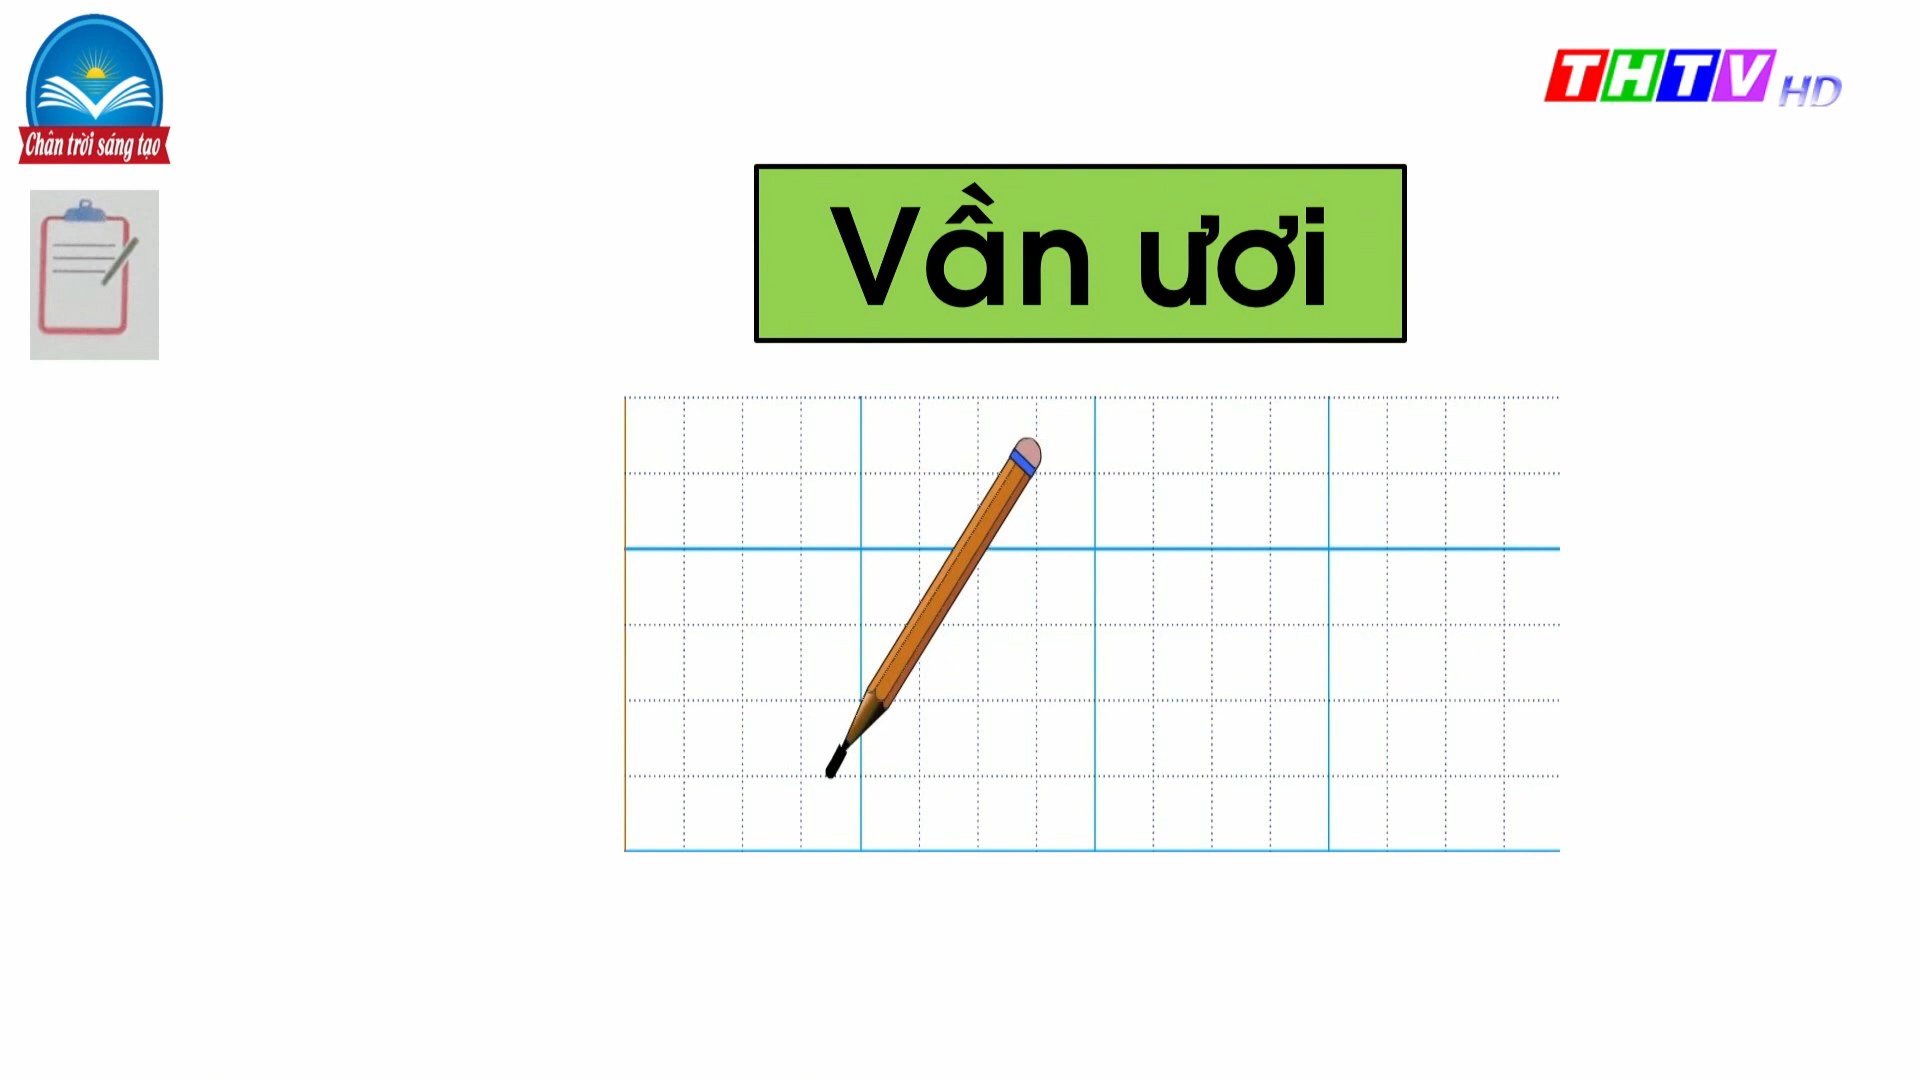 Chân trời sáng tạo
THTV HD
Vần ươi